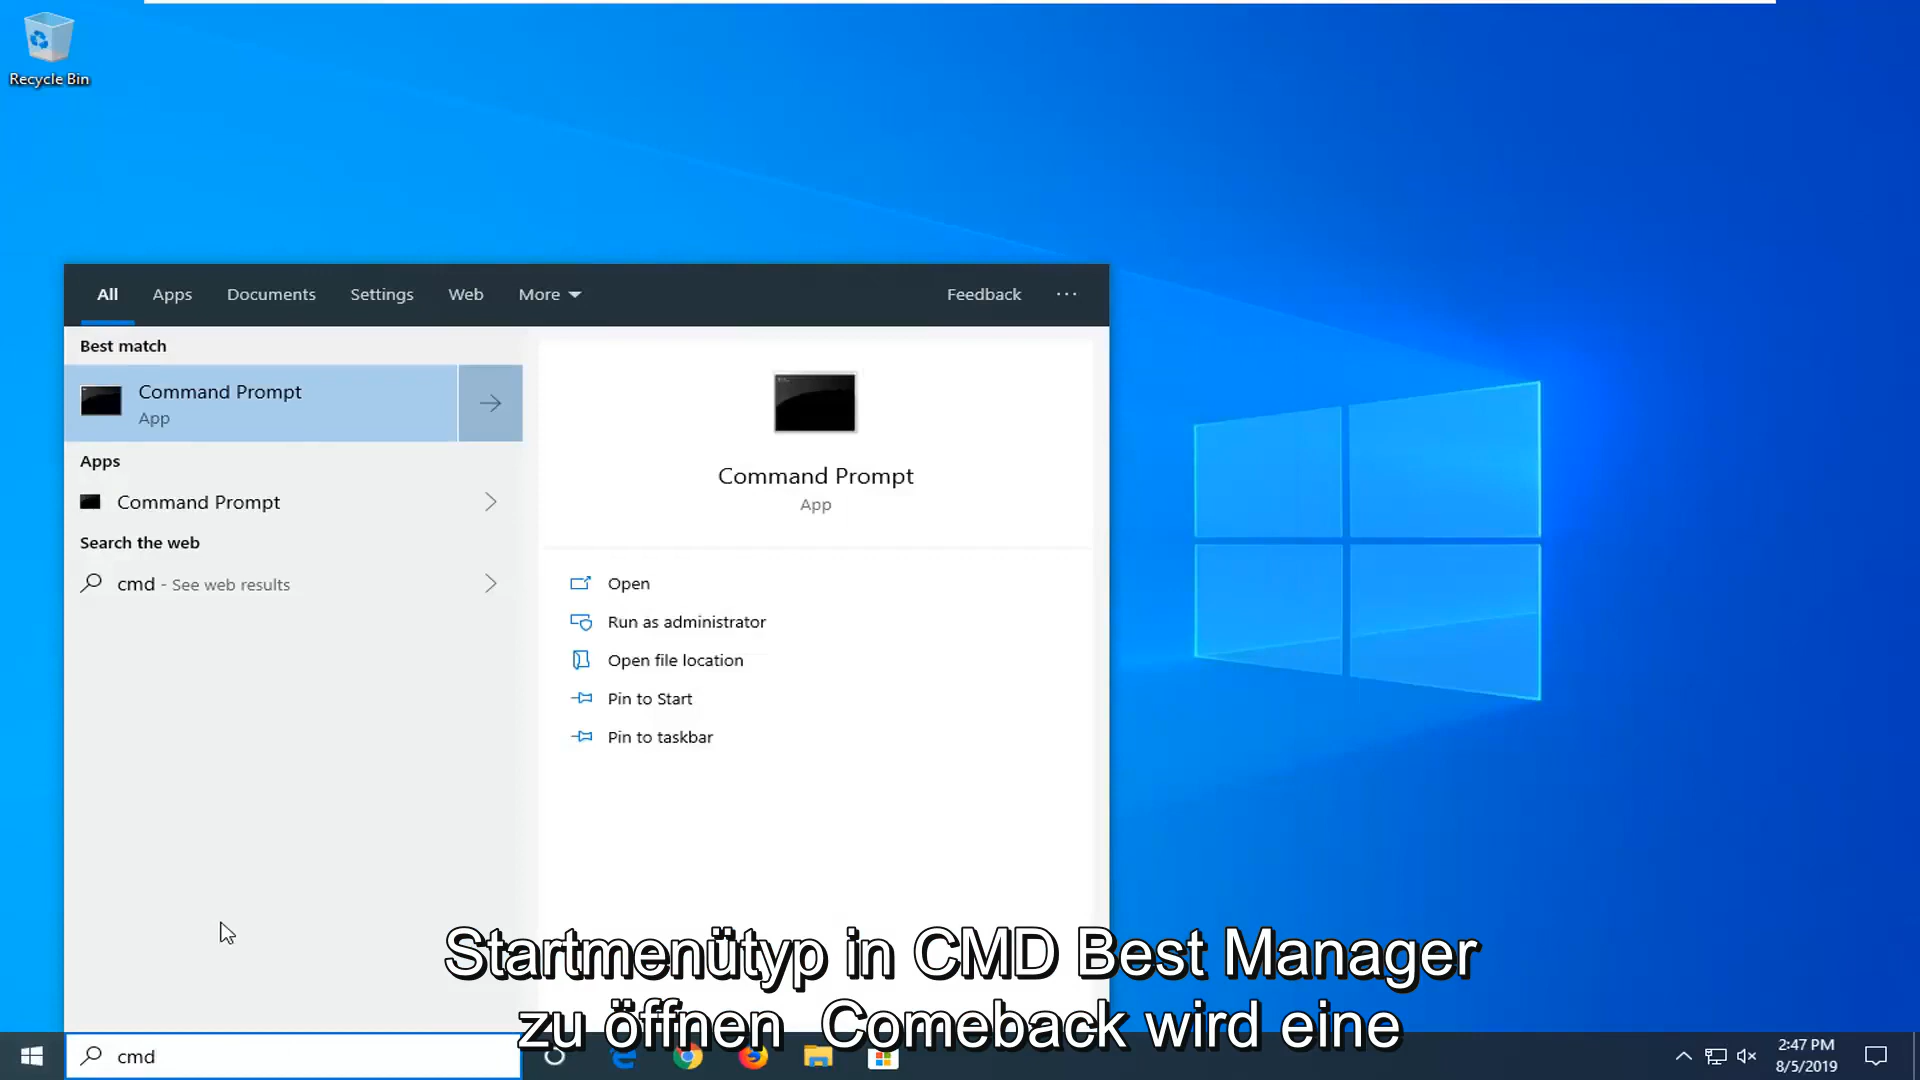 Recycle Bin
All Apps Documents Settings Web More Feedback ...
Best match
Command Prompt
App
Apps
Command Prompt
Search the web
cmd - See web results
Command Prompt
App
Open
Run as administrator
Open file location
Pin to Start
Pin to taskbar
Startmenütyp in CMD Best Manager
zu öffnen Comeback wird eine
cmd
2:47 PM
8/5/2019